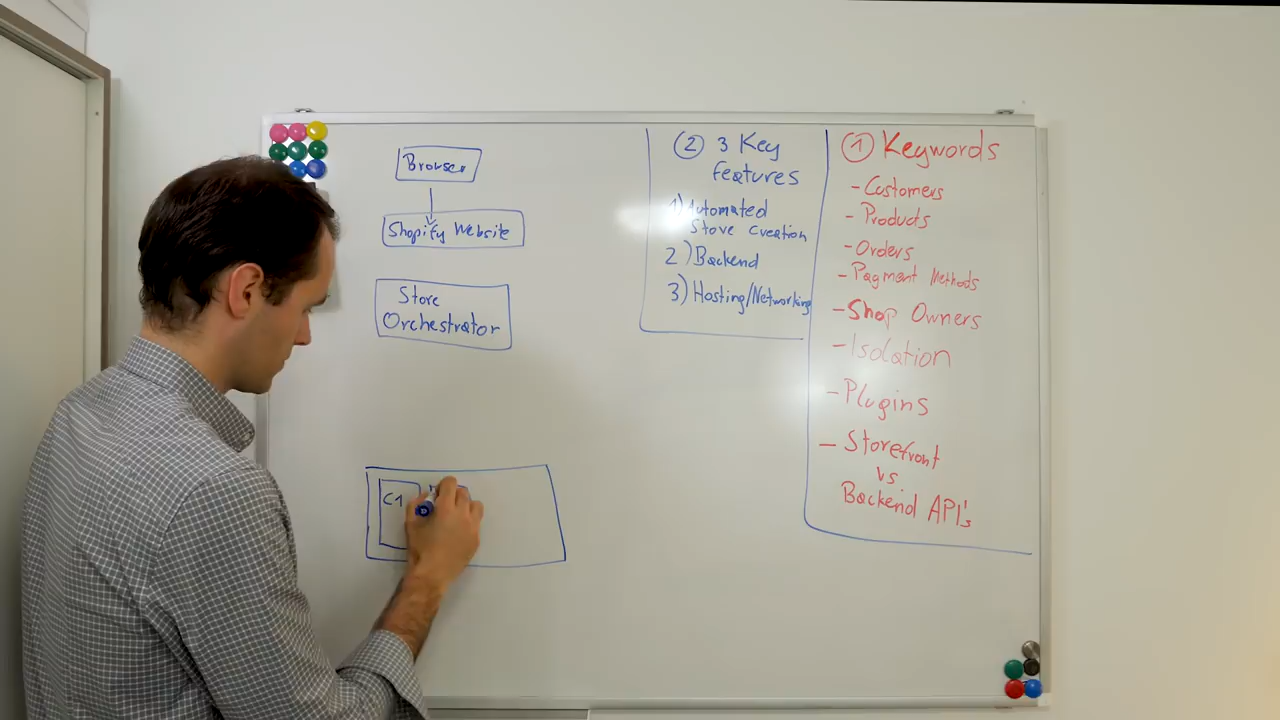 Browser
Shopify Website
Store
Orchestrator
C1
② 3 Key
features
1) Automated
Store creation
2) Backend
3) Hosting/Networking
① Keywords
- Customers
- Products
- Orders
- Payment Methods
- Shop Owners
- Isolation
- Plugins
- Storefront
vs.
Backend API's